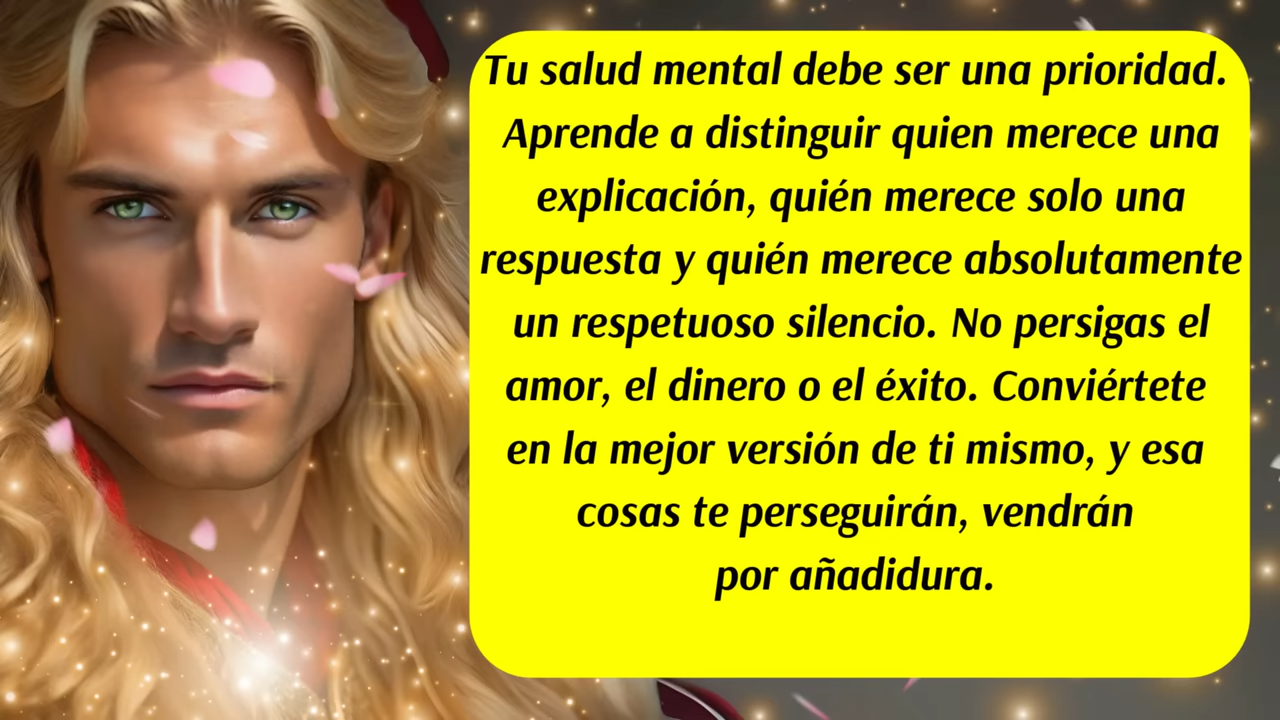 Tu salud mental debe ser una prioridad.
Aprende a distinguir quien merece una
explicación, quién merece solo una
respuesta y quién merece absolutamente
un respetuoso silencio. No persigas el
amor, el dinero o el éxito. Conviértete
en la mejor versión de ti mismo, y esa
cosas te perseguirán, vendrán
por añadidura.